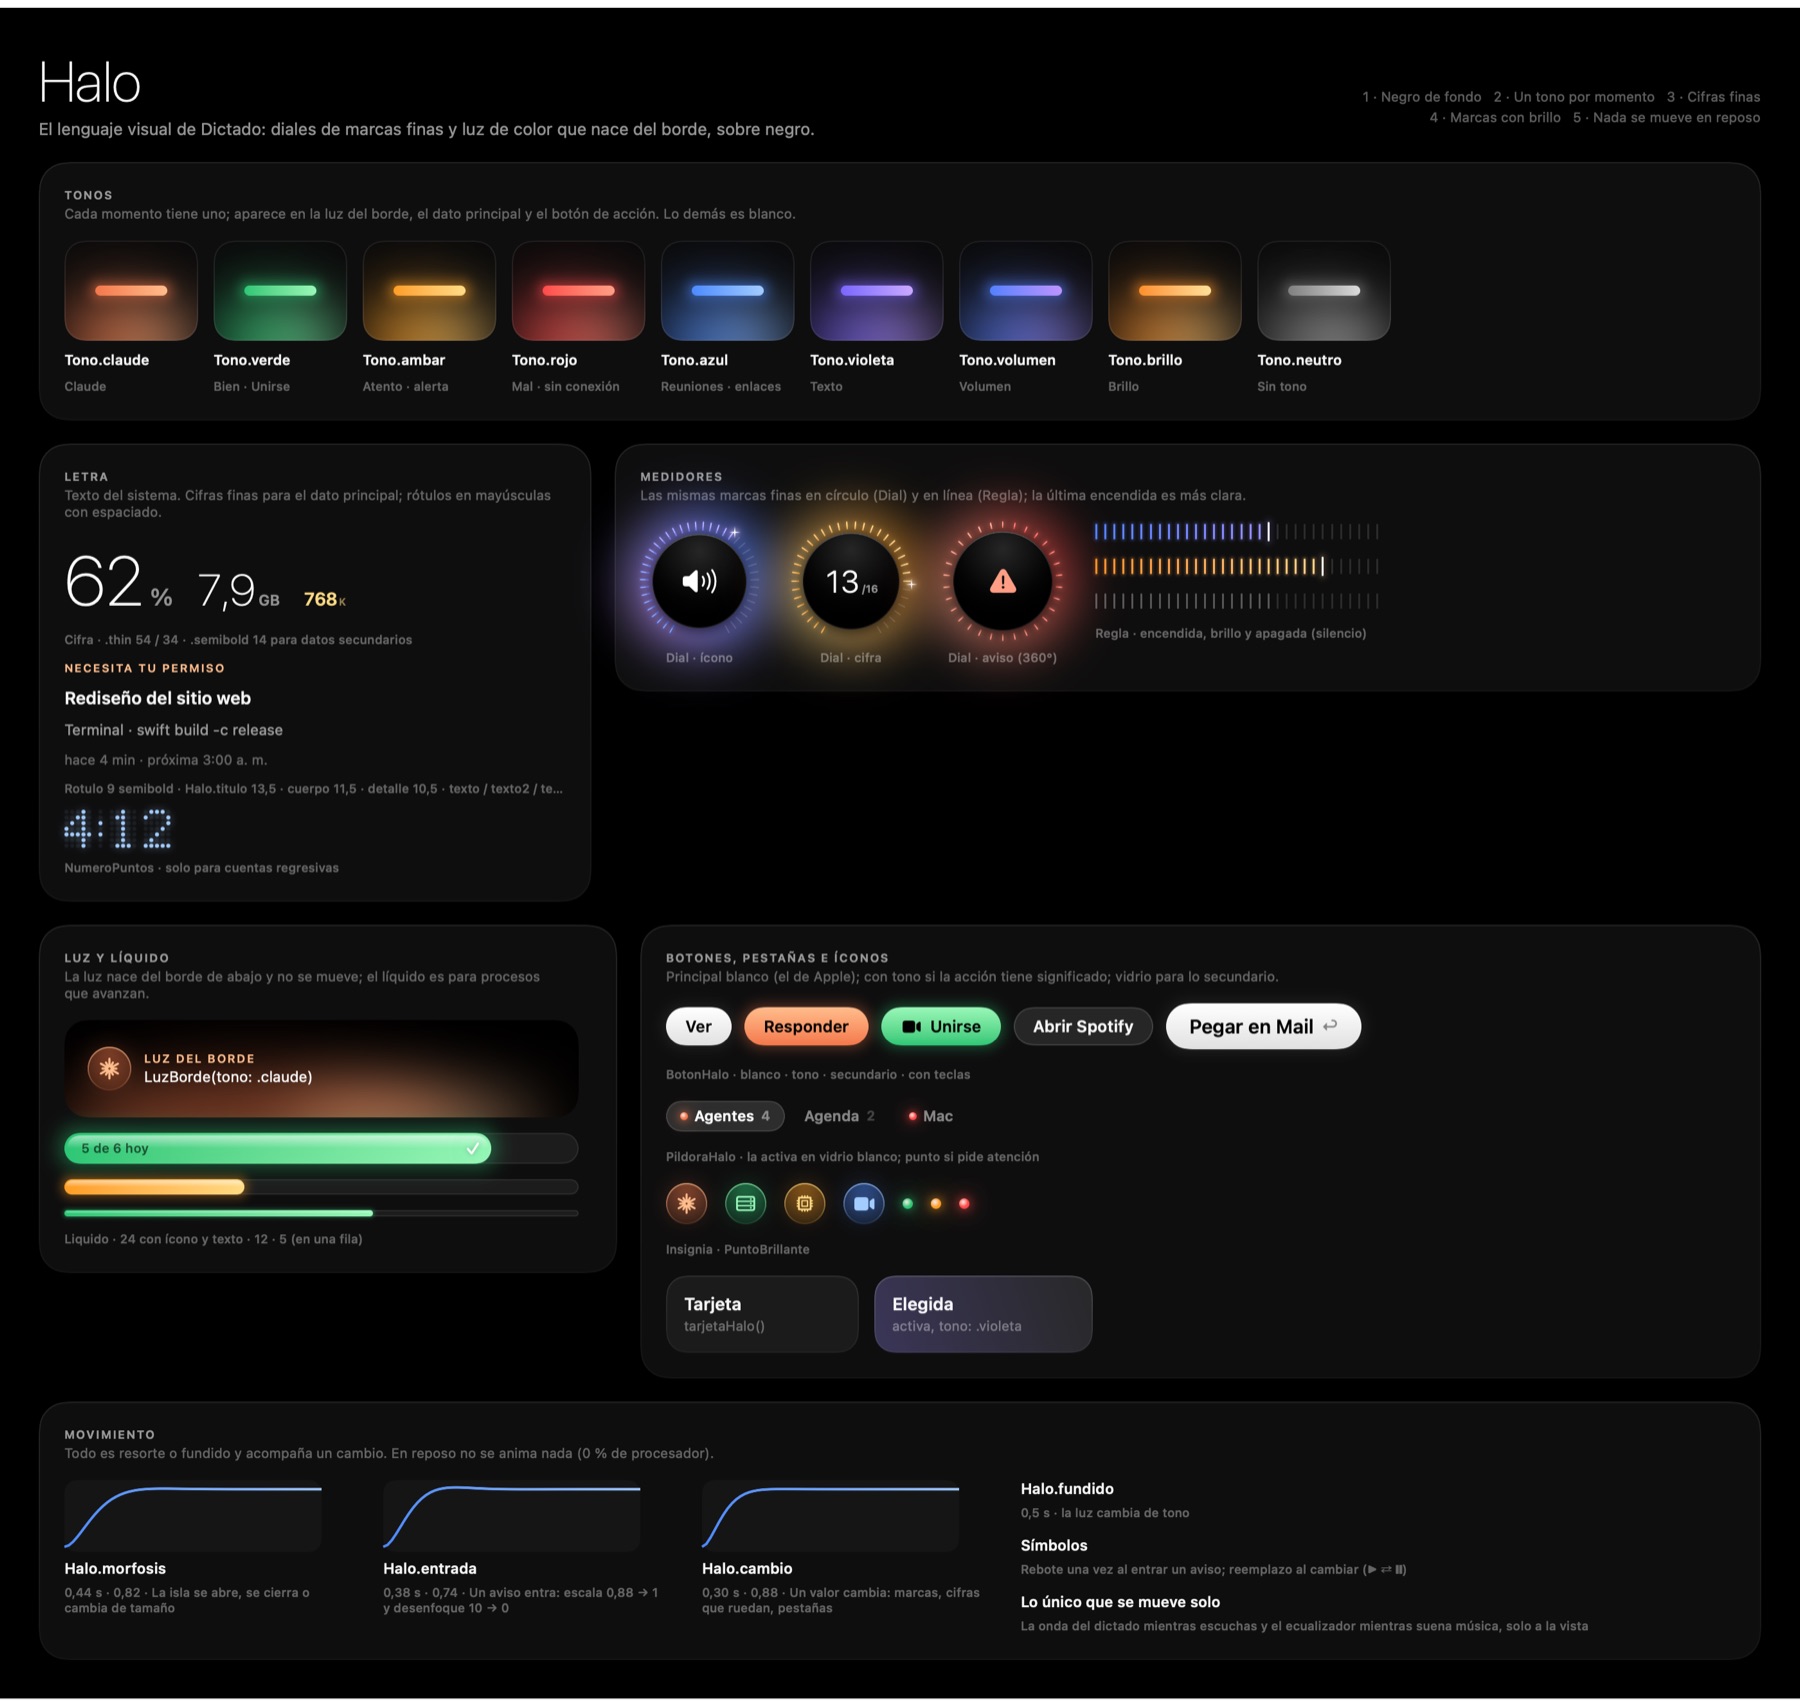 Halo
El lenguaje visual de Dictado: diales de marcas finas y luz de color que nace del borde, sobre negro.
1 · Negro de fondo 2 · Un tono por momento 3 · Cifras finas
4 · Marcas con brillo 5 · Nada se mueve en reposo
TONOS
Cada momento tiene uno; aparece en la luz del borde, el dato principal y el botón de acción. Lo demás es blanco.
Tono.claude
Claude
Tono.verde
Bien · Unirse
Tono.ambar
Atento · alerta
Tono.rojo
Mal · sin conexión
Tono.azul
Reuniones · enlaces
Tono.violeta
Texto
Tono.volumen
Volumen
Tono.brillo
Brillo
Tono.neutro
Sin tono
LETRA
Texto del sistema. Cifras finas para el dato principal; rótulos en mayúsculas
con espaciado.
62 % 7,9 GB 768 K
Cifra · .thin 54 / 34 · .semibold 14 para datos secundarios
NECESITA TU PERMISO
Rediseño del sitio web
Terminal · swift build -c release
hace 4 min · próxima 3:00 a. m.
Rotulo 9 semibold · Halo.titulo 13,5 · cuerpo 11,5 · detalle 10,5 · texto / texto2 / te...
4:12
NumeroPuntos · solo para cuentas regresivas
MEDIDORES
Las mismas marcas finas en círculo (Dial) y en línea (Regla); la última encendida es más clara.
13 /16
Dial · ícono
Dial · cifra
Dial · aviso (360°)
Regla · encendida, brillo y apagada (silencio)
LUZ Y LÍQUIDO
La luz nace del borde de abajo y no se mueve; el líquido es para procesos
que avanzan.
LUZ DEL BORDE
LuzBorde(tono: .claude)
5 de 6 hoy
Liquido · 24 con ícono y texto · 12 · 5 (en una fila)
BOTONES, PESTAÑAS E ÍCONOS
Principal blanco (el de Apple); con tono si la acción tiene significado; vidrio para lo secundario.
Ver
Responder
Unirse
Abrir Spotify
Pegar en Mail ↩
BotonHalo · blanco · tono · secundario · con teclas
Agentes 4
Agenda 2
Mac
PildoraHalo · la activa en vidrio blanco; punto si pide atención
Insignia · PuntoBrillante
Tarjeta
tarjetaHalo()
Elegida
activa, tono: .violeta
MOVIMIENTO
Todo es resorte o fundido y acompaña un cambio. En reposo no se anima nada (0 % de procesador).
Halo.morfosis
0,44 s · 0,82 · La isla se abre, se cierra o
cambia de tamaño
Halo.entrada
0,38 s · 0,74 · Un aviso entra: escala 0,88 → 1
y desenfoque 10 → 0
Halo.cambio
0,30 s · 0,88 · Un valor cambia: marcas, cifras
que ruedan, pestañas
Halo.fundido
0,5 s · la luz cambia de tono
Símbolos
Rebote una vez al entrar un aviso; reemplazo al cambiar (▶ ⇄ ⏸)
Lo único que se mueve solo
La onda del dictado mientras escuchas y el ecualizador mientras suena música, solo a la vista